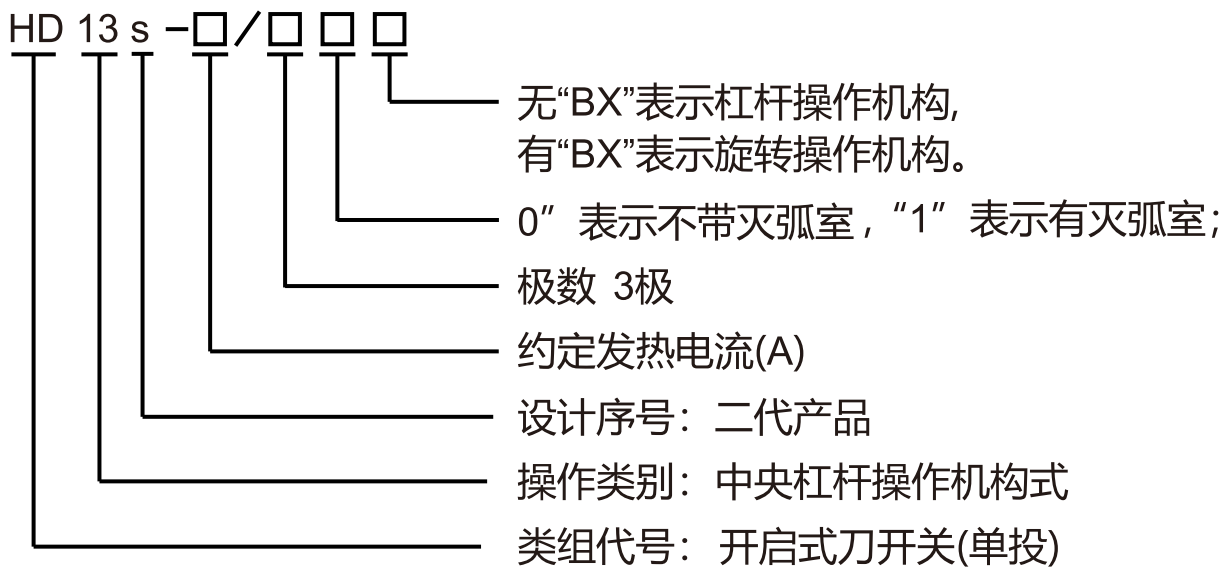 HD 13 s -□/□ □ □
无“BX”表示杠杆操作机构,
有“BX”表示旋转操作机构。
0” 表示不带灭弧室，“1” 表示有灭弧室；
极数 3极
约定发热电流(A)
设计序号：二代产品
操作类别：中央杠杆操作机构式
类组代号：开启式刀开关(单投)